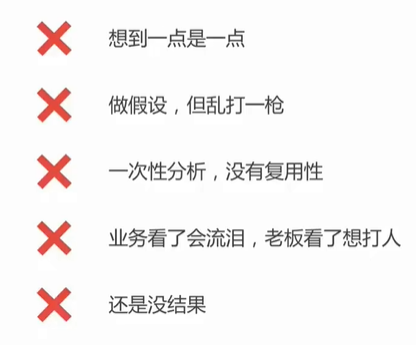 想到一点是一点
做假设，但乱打一枪
一次性分析，没有复用性
业务看了会流泪，老板看了想打人
还是没结果